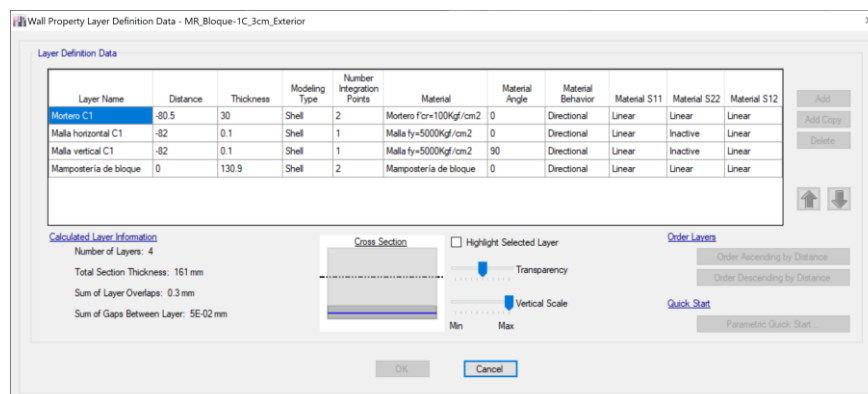 Wall Property Layer Definition Data - MR_Bloque-1C_3cm_Exterior
Layer Definition Data
Layer Name Distance Thickness Modeling Type Number Integration Points Material Material Angle Material Behavior Material S11 Material S22 Material S12
Mortero C1 -80.5 30 Shell 2 Mortero f'cr=100Kgf/cm2 0 Directional Linear Linear Linear
Malla horizontal C1 -82 0.1 Shell 1 Malla fy=5000Kgf/cm2 0 Directional Linear Inactive Linear
Malla vertical C1 -82 0.1 Shell 1 Malla fy=5000Kgf/cm2 90 Directional Linear Inactive Linear
Mampostería de bloque 0 130.9 Shell 2 Mampostería de bloque 0 Directional Linear Linear Linear
Add
Add Copy
Delete
Calculated Layer Information
Number of Layers: 4
Total Section Thickness: 161 mm
Sum of Layer Overlaps: 0.3 mm
Sum of Gaps Between Layer: 5E-02 mm
Cross Section
Highlight Selected Layer
Transparency
Vertical Scale
Min Max
Order Layers
Order Ascending by Distance
Order Descending by Distance
Quick Start
Parametric Quick Start...
OK
Cancel